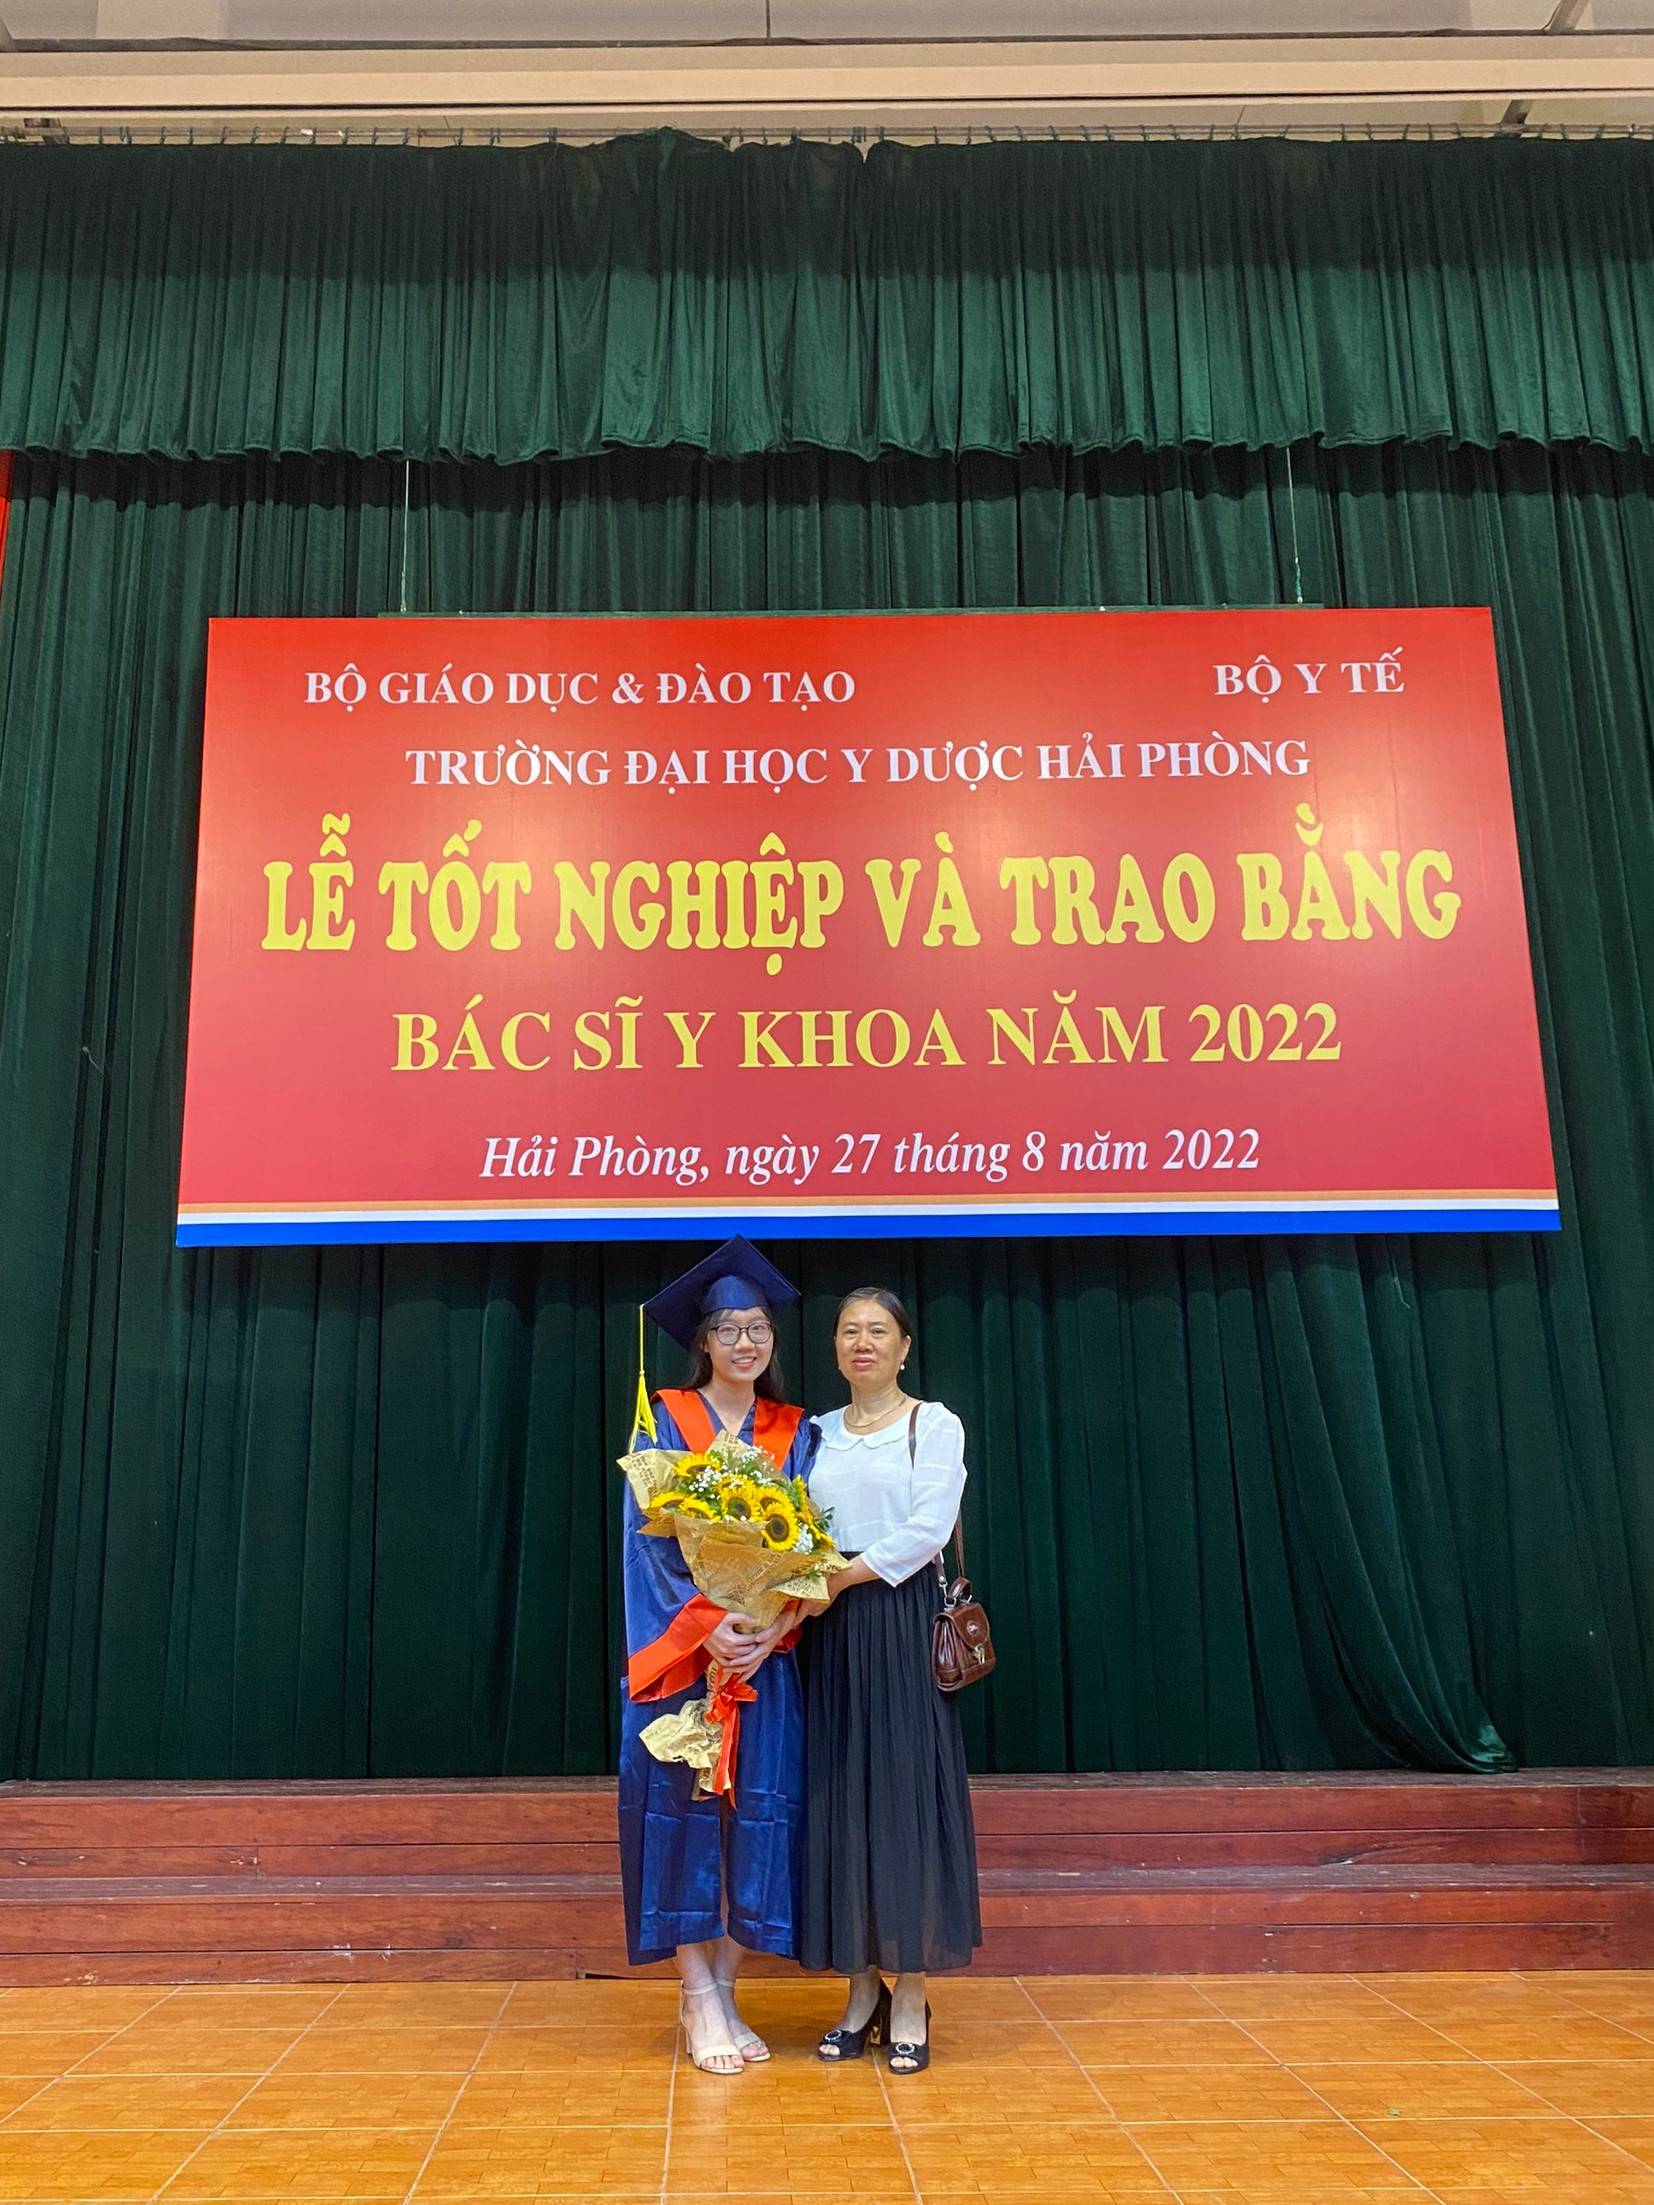 BỘ GIÁO DỤC & ĐÀO TẠO BỘ Y TẾ
TRƯỜNG ĐẠI HỌC Y DƯỢC HẢI PHÒNG
LỄ TỐT NGHIỆP VÀ TRAO BẰNG
BÁC SĨ Y KHOA NĂM 2022
Hải Phòng, ngày 27 tháng 8 năm 2022